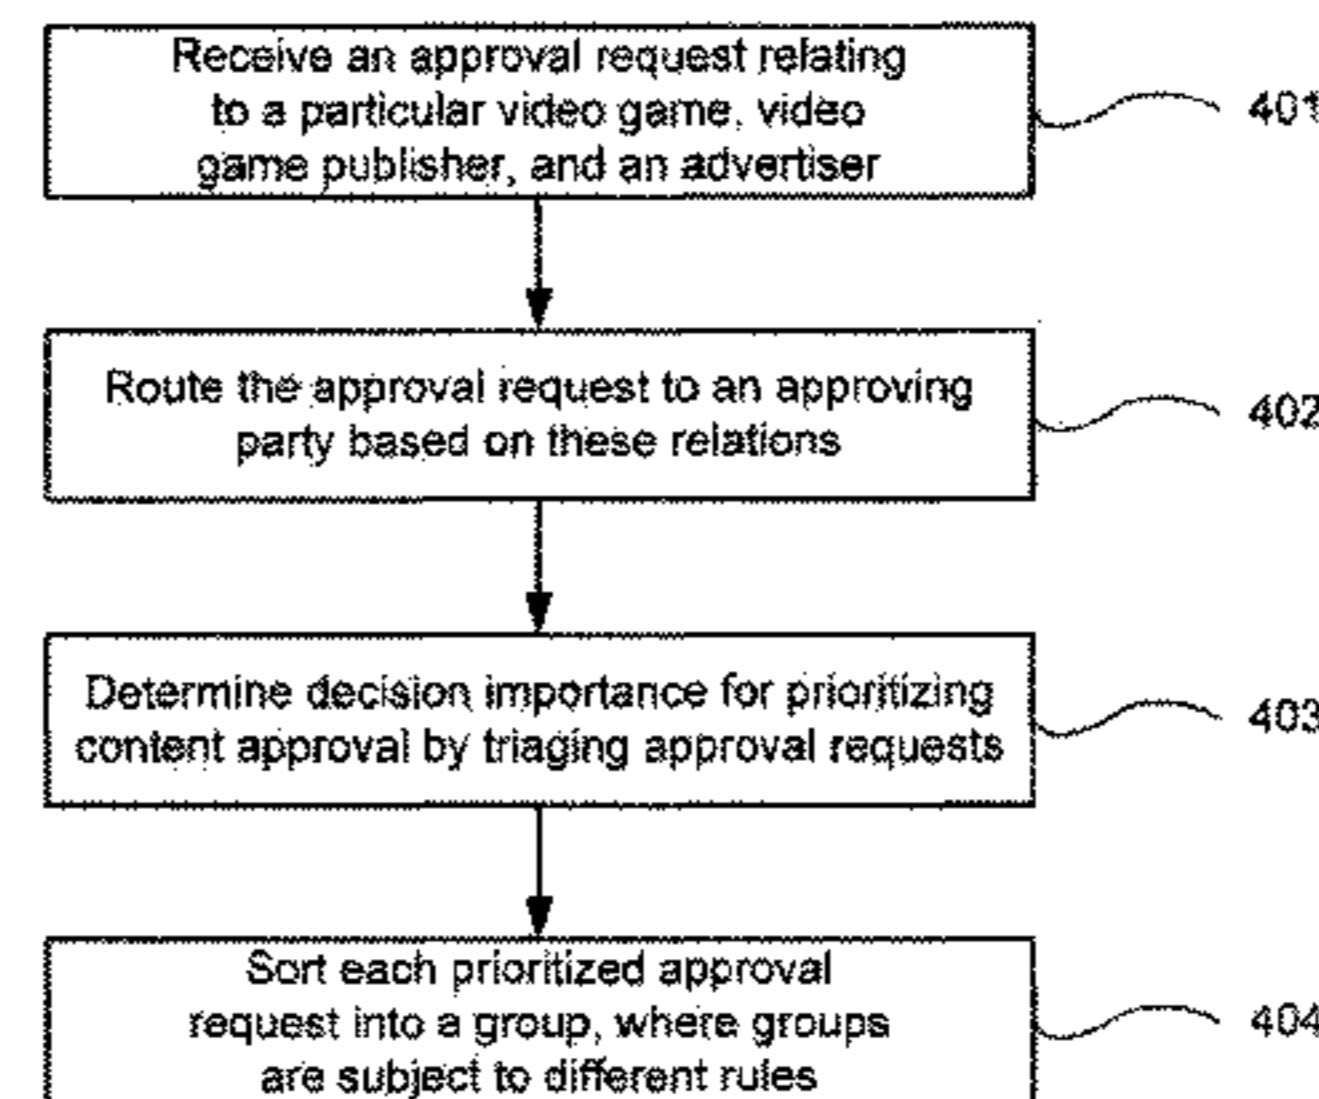 Receive an approval request relating
to a particular video game, video
game publisher, and an advertiser
401
Route the approval request to an approving
party based on these relations
402
Determine decision importance for prioritizing
content approval by triaging approval requests
403
Sort each prioritized approval
request into a group, where groups
are subject to different rules
404